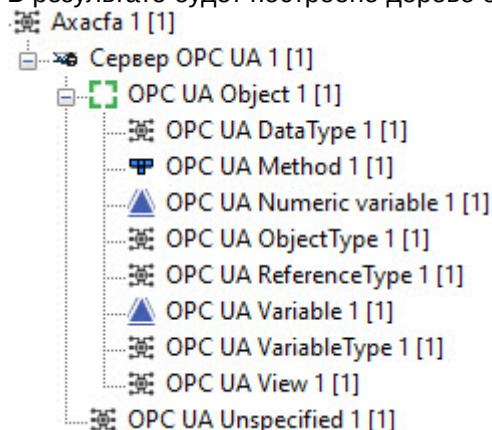 Axacfa 1 [1]
Сервер OPC UA 1 [1]
OPC UA Object 1 [1]
OPC UA DataType 1 [1]
OPC UA Method 1 [1]
OPC UA Numeric variable 1 [1]
OPC UA ObjectType 1 [1]
OPC UA ReferenceType 1 [1]
OPC UA Variable 1 [1]
OPC UA VariableType 1 [1]
OPC UA View 1 [1]
OPC UA Unspecified 1 [1]